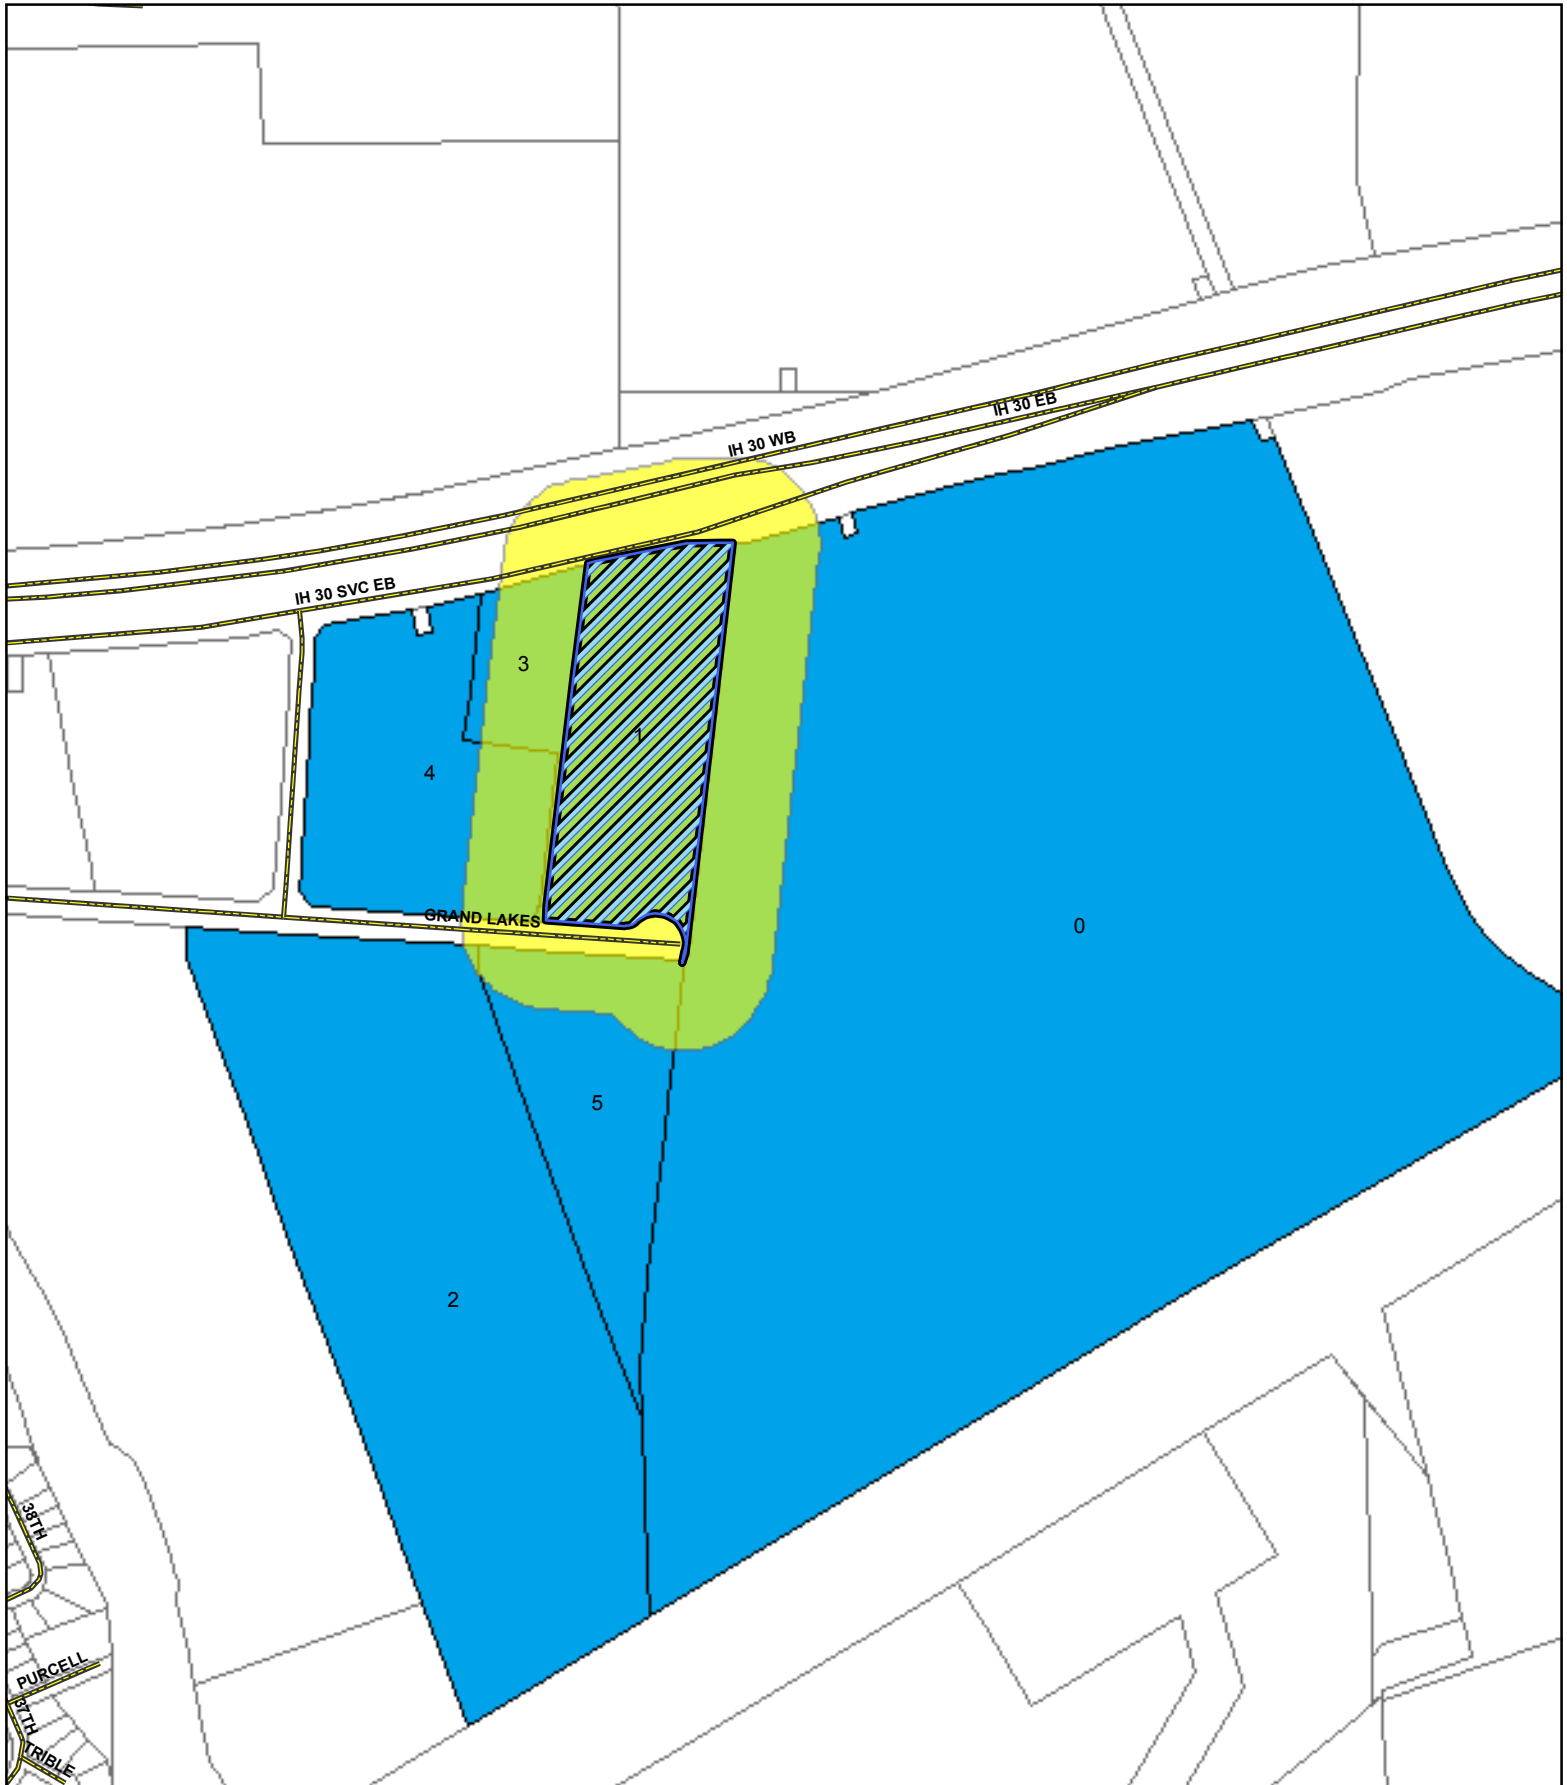 IH 30 EB
IH 30 WB
IH 30 SVC EB
3
1
4
GRAND LAKES
0
5
2
38TH
PURCELL
37TH
TRIBLE